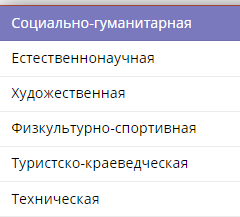 Социально-гуманитарная
Естественнонаучная
Художественная
Физкультурно-спортивная
Туристско-краеведческая
Техническая